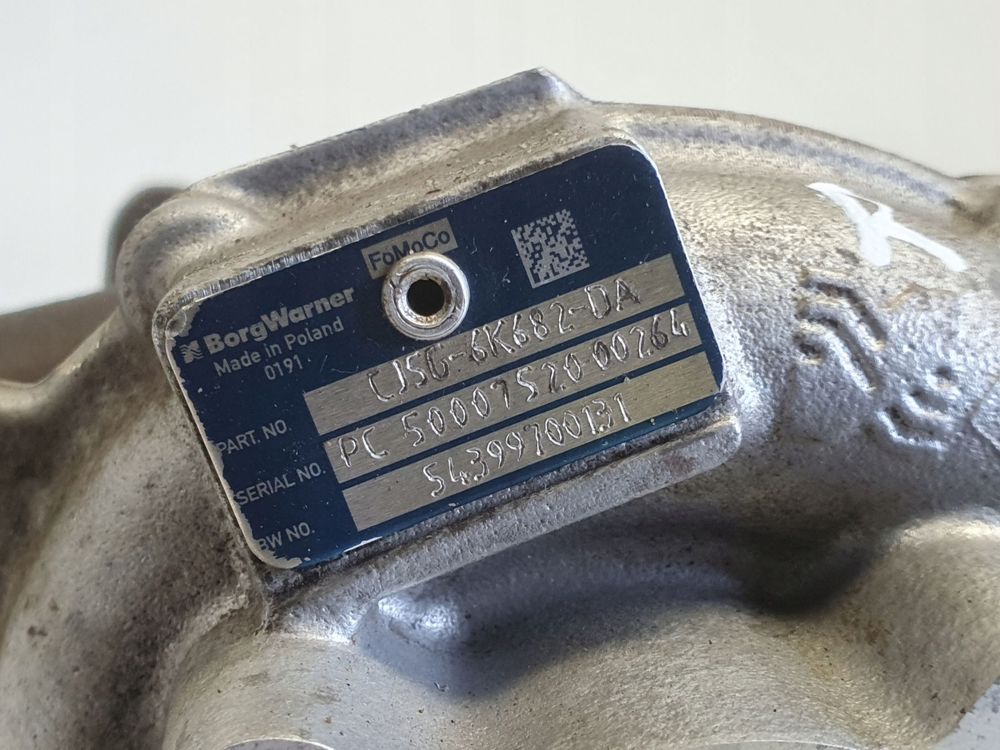 FoMoCo
BorgWarner
Made in Poland
0191
PART. NO. CJ5G-6K682-DA
SERIAL NO. PC 50007520 00264
BW NO. 54399700131